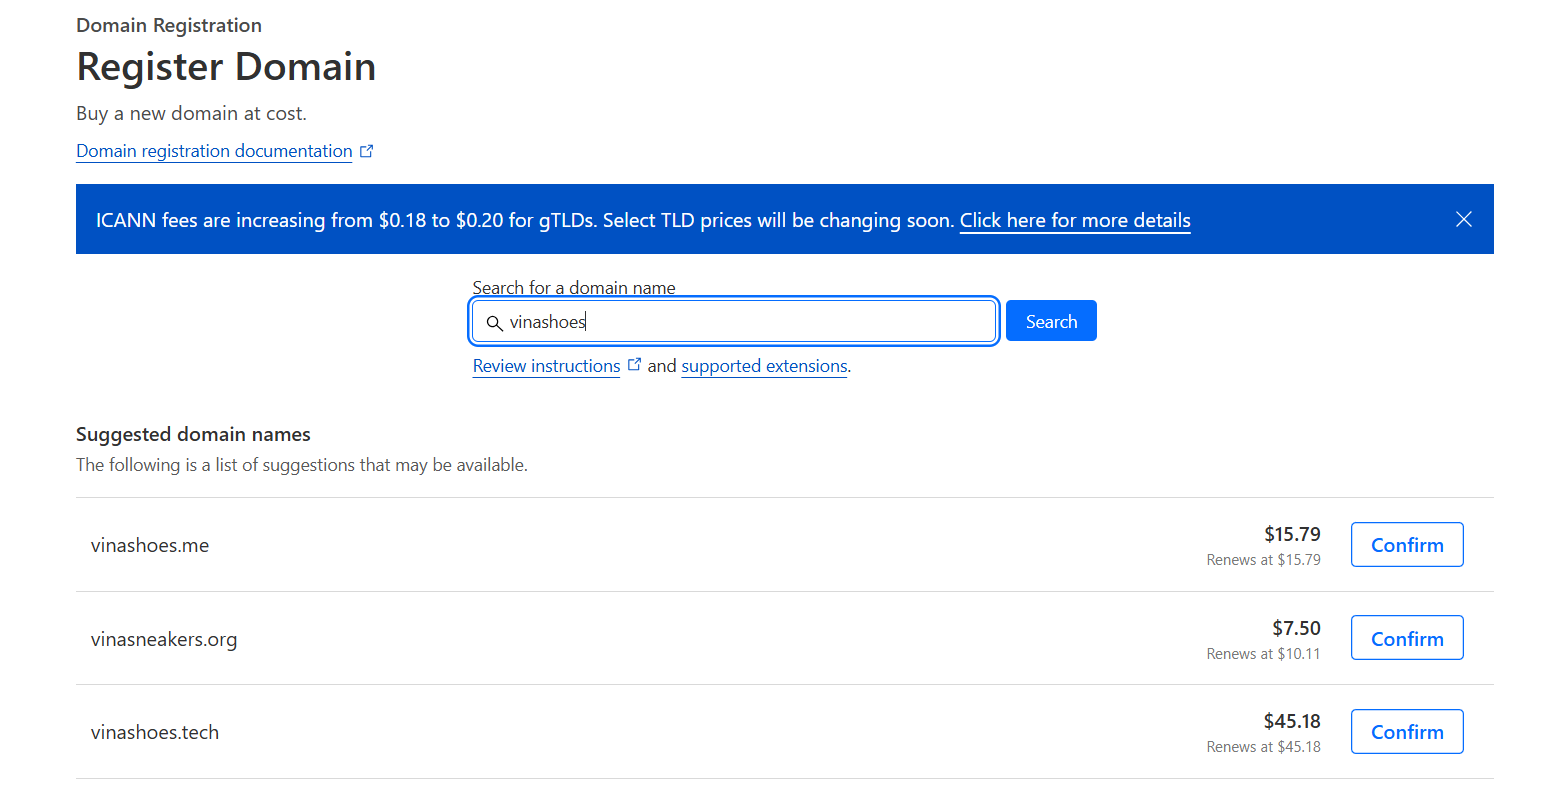 Domain Registration
Register Domain
Buy a new domain at cost.
Domain registration documentation
ICANN fees are increasing from $0.18 to $0.20 for gTLDs. Select TLD prices will be changing soon. Click here for more details
Search for a domain name
vinashoes
Search
Review instructions and supported extensions.
Suggested domain names
The following is a list of suggestions that may be available.
vinashoes.me
$15.79
Renews at $15.79
Confirm
vinasneakers.org
$7.50
Renews at $10.11
Confirm
vinashoes.tech
$45.18
Renews at $45.18
Confirm